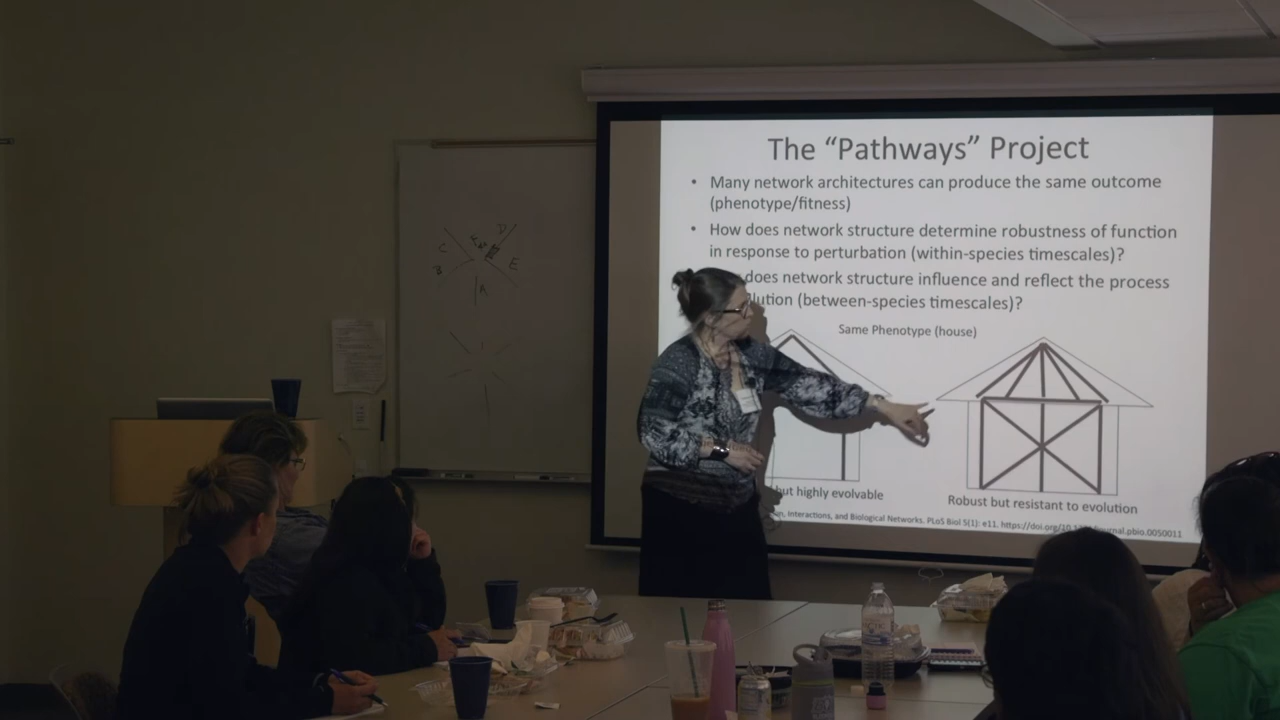 The “Pathways” Project
• Many network architectures can produce the same outcome
(phenotype/fitness)
• How does network structure determine robustness of function
in response to perturbation (within-species timescales)?
does network structure influence and reflect the process
lution (between-species timescales)?
Same Phenotype (house)
but highly evolvable
Robust but resistant to evolution
Interactions, and Biological Networks. PLoS Biol 5(1): e11. https://doi.org/10. journal.pbio.0050011
C
D
B
E
A